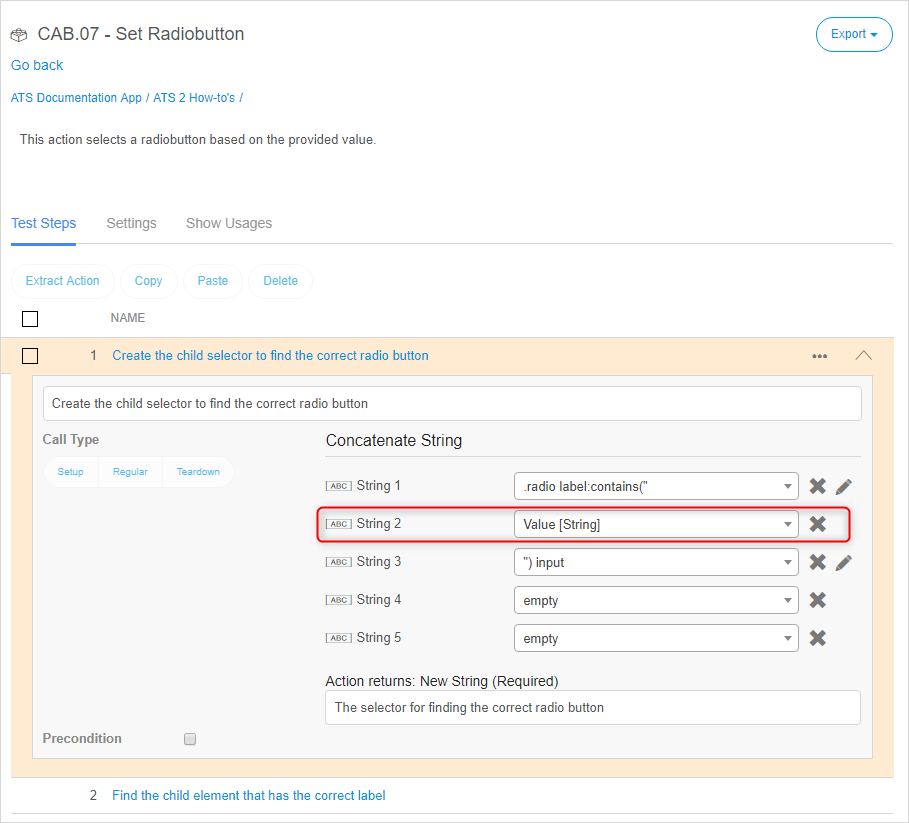 CAB.07 - Set Radiobutton
Export
Go back
ATS Documentation App / ATS 2 How-to's /
This action selects a radiobutton based on the provided value.
Test Steps Settings Show Usages
Extract Action Copy Paste Delete
NAME
1 Create the child selector to find the correct radio button
Create the child selector to find the correct radio button
Call Type
Setup Regular Teardown
Concatenate String
[ABC] String 1 .radio label:contains("
[ABC] String 2 Value [String]
[ABC] String 3 ") input
[ABC] String 4 empty
[ABC] String 5 empty
Action returns: New String (Required)
The selector for finding the correct radio button
Precondition
2 Find the child element that has the correct label